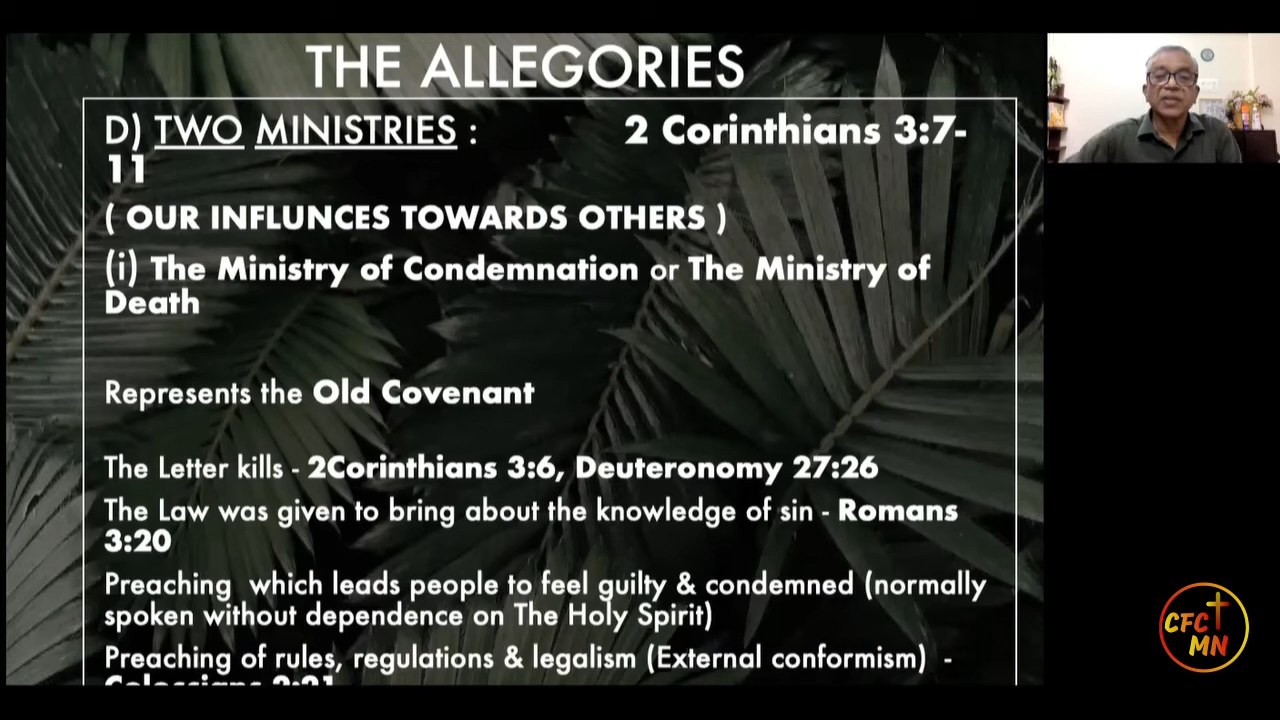 THE ALLEGORIES
D) TWO MINISTRIES : 2 Corinthians 3:7-
11
( OUR INFLUNCES TOWARDS OTHERS )
(i) The Ministry of Condemnation or The Ministry of
Death
Represents the Old Covenant
The Letter kills - 2Corinthians 3:6, Deuteronomy 27:26
The Law was given to bring about the knowledge of sin - Romans
3:20
Preaching which leads people to feel guilty & condemned (normally
spoken without dependence on The Holy Spirit)
Preaching of rules, regulations & legalism (External conformism) -
Colossians 2:21
CFC
MN